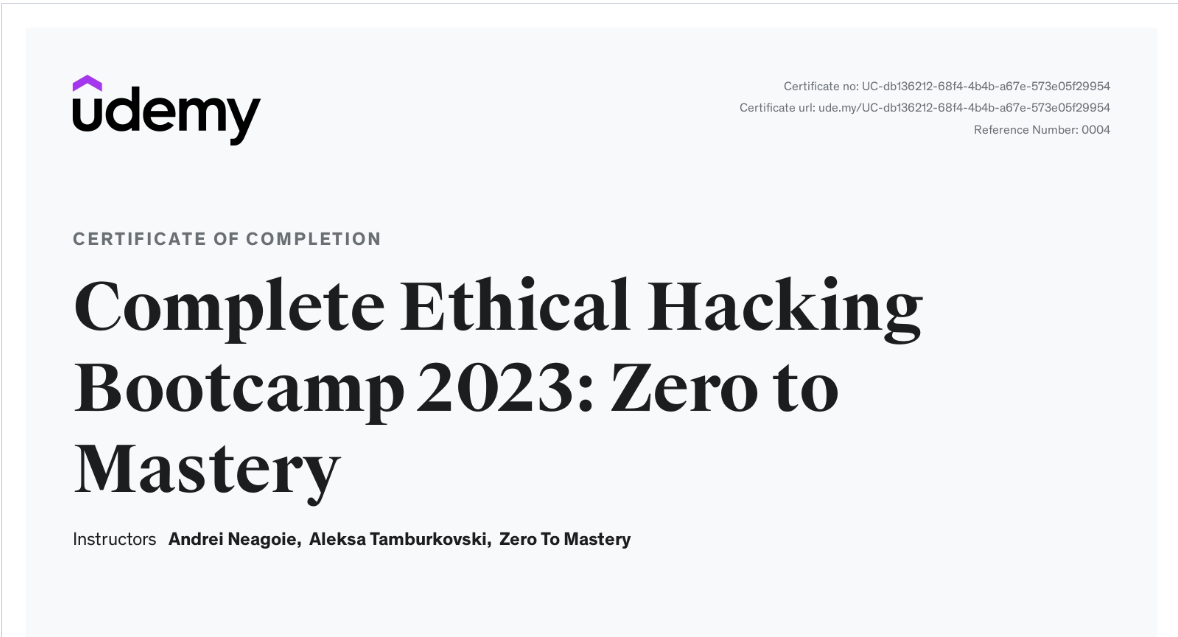 udemy
Certificate no: UC-db136212-68f4-4b4b-a67e-573e05f29954
Certificate url: ude.my/UC-db136212-68f4-4b4b-a67e-573e05f29954
Reference Number: 0004
CERTIFICATE OF COMPLETION
Complete Ethical Hacking
Bootcamp 2023: Zero to
Mastery
Instructors Andrei Neagoie, Aleksa Tamburkovski, Zero To Mastery